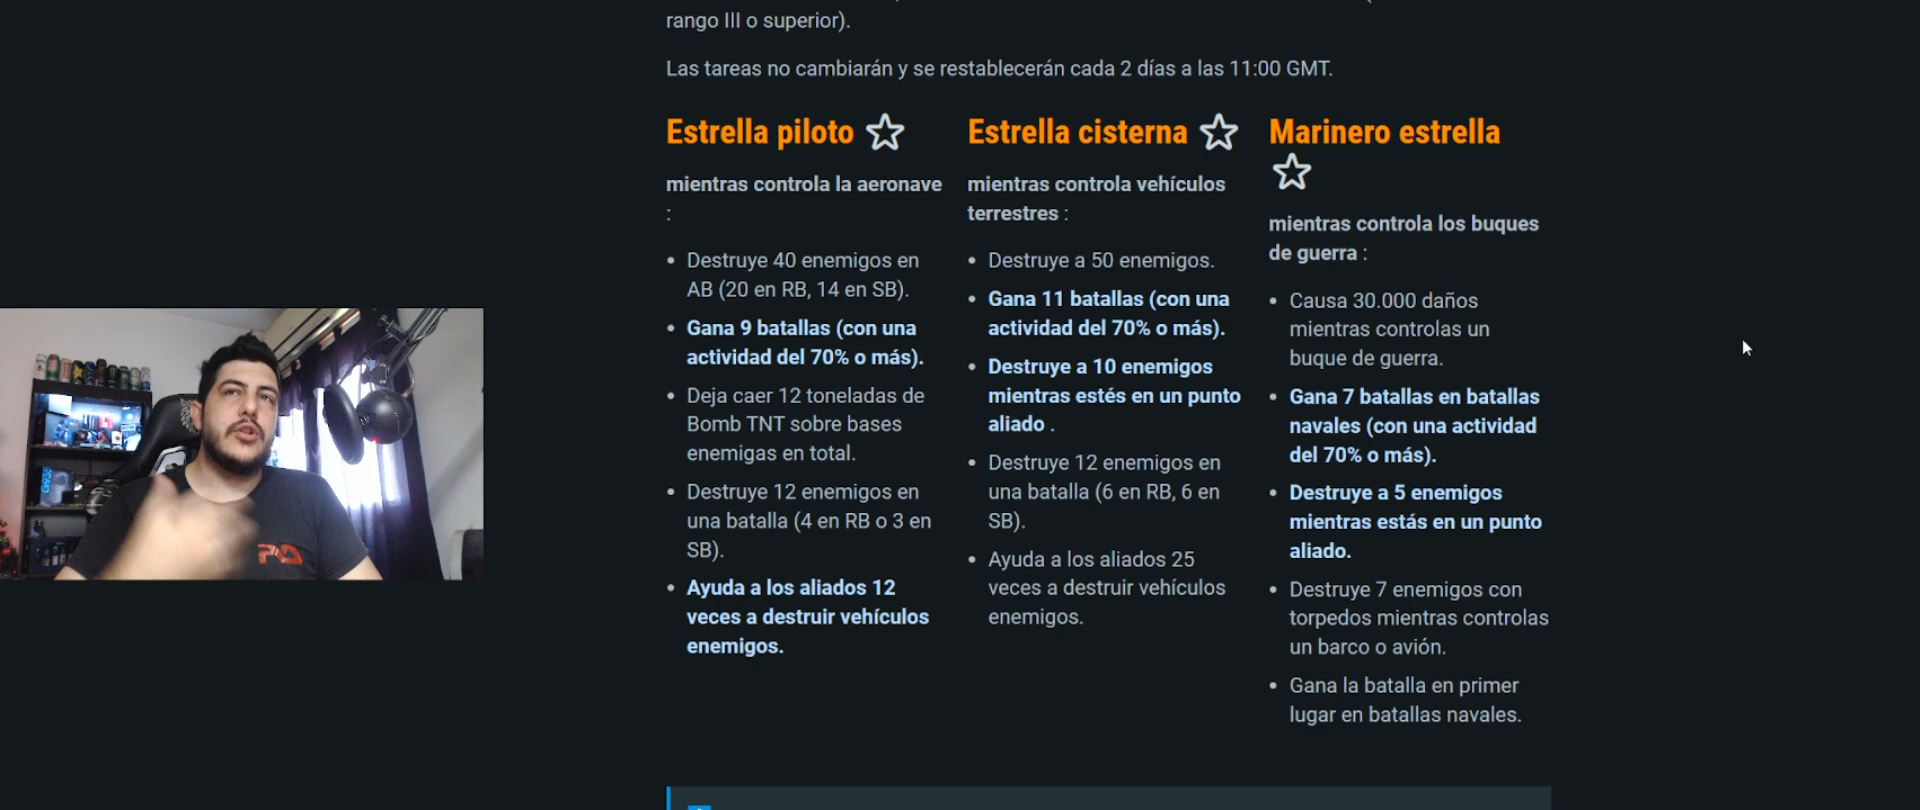 rango III o superior).
Las tareas no cambiarán y se restablecerán cada 2 días a las 11:00 GMT.
Estrella piloto
mientras controla la aeronave
:
• Destruye 40 enemigos en
AB (20 en RB, 14 en SB).
• Gana 9 batallas (con una
actividad del 70% o más).
• Deja caer 12 toneladas de
Bomb TNT sobre bases
enemigas en total.
• Destruye 12 enemigos en
una batalla (4 en RB o 3 en
SB).
• Ayuda a los aliados 12
veces a destruir vehículos
enemigos.
Estrella cisterna
mientras controla vehículos
terrestres :
• Destruye a 50 enemigos.
• Gana 11 batallas (con una
actividad del 70% o más).
• Destruye a 10 enemigos
mientras estés en un punto
aliado .
• Destruye 12 enemigos en
una batalla (6 en RB, 6 en
SB).
• Ayuda a los aliados 25
veces a destruir vehículos
enemigos.
Marinero estrella
mientras controla los buques
de guerra :
• Causa 30.000 daños
mientras controlas un
buque de guerra.
• Gana 7 batallas en batallas
navales (con una actividad
del 70% o más).
• Destruye a 5 enemigos
mientras estás en un punto
aliado.
• Destruye 7 enemigos con
torpedos mientras controlas
un barco o avión.
• Gana la batalla en primer
lugar en batallas navales.